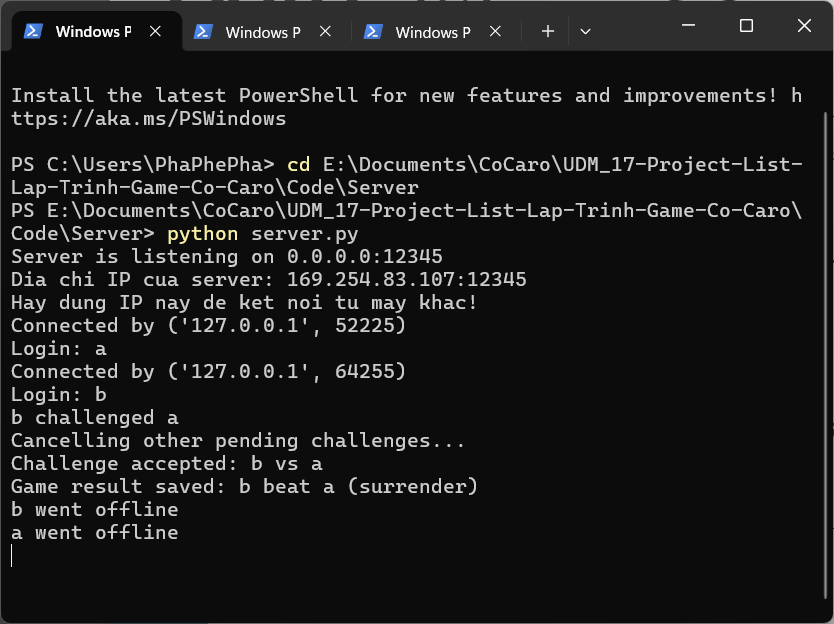 Windows P
Windows P
Windows P
Install the latest PowerShell for new features and improvements! h
ttps://aka.ms/PSWindows
PS C:\Users\PhaPhePha> cd E:\Documents\CoCaro\UDM_17-Project-List-
Lap-Trinh-Game-Co-Caro\Code\Server
PS E:\Documents\CoCaro\UDM_17-Project-List-Lap-Trinh-Game-Co-Caro\
Code\Server> python server.py
Server is listening on 0.0.0.0:12345
Dia chi IP cua server: 169.254.83.107:12345
Hay dung IP nay de ket noi tu may khac!
Connected by ('127.0.0.1', 52225)
Login: a
Connected by ('127.0.0.1', 64255)
Login: b
b challenged a
Cancelling other pending challenges...
Challenge accepted: b vs a
Game result saved: b beat a (surrender)
b went offline
a went offline